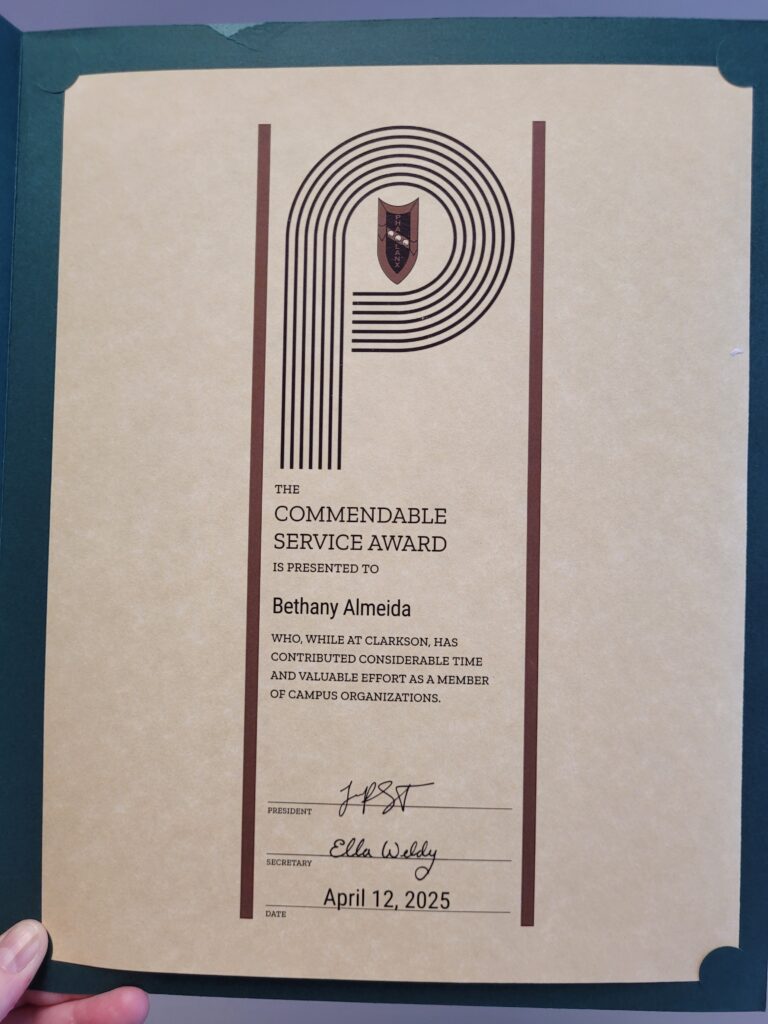 PHALANX
THE
COMMENDABLE
SERVICE AWARD
IS PRESENTED TO
Bethany Almeida
WHO, WHILE AT CLARKSON, HAS
CONTRIBUTED CONSIDERABLE TIME
AND VALUABLE EFFORT AS A MEMBER
OF CAMPUS ORGANIZATIONS.
PRESIDENT
Ella Weldy
SECRETARY
April 12, 2025
DATE